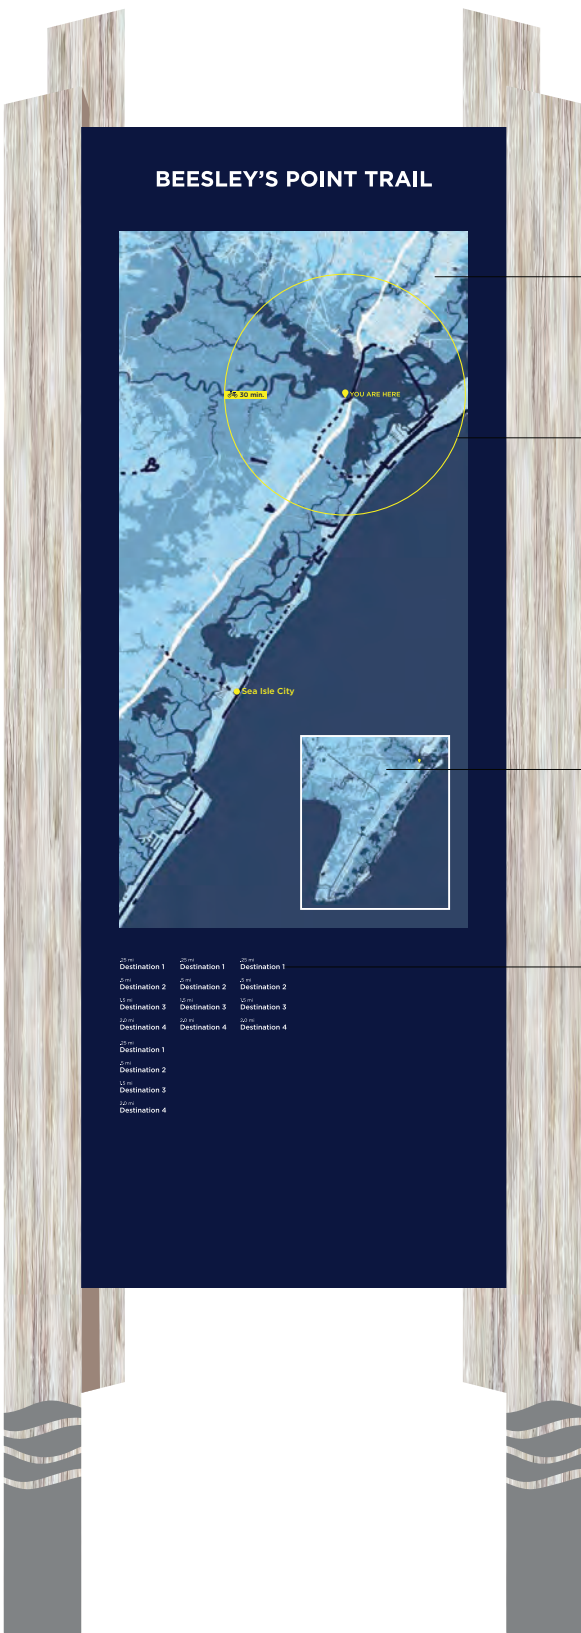 BEESLEY'S POINT TRAIL
30 min.
YOU ARE HERE
Sea Isle City
.25 mi
Destination 1
.5 mi
Destination 2
1.5 mi
Destination 3
2.0 mi
Destination 4
.25 mi
Destination 1
.5 mi
Destination 2
1.5 mi
Destination 3
2.0 mi
Destination 4
.25 mi
Destination 1
.5 mi
Destination 2
1.5 mi
Destination 3
2.0 mi
Destination 4
.25 mi
Destination 1
.5 mi
Destination 2
1.5 mi
Destination 3
2.0 mi
Destination 4